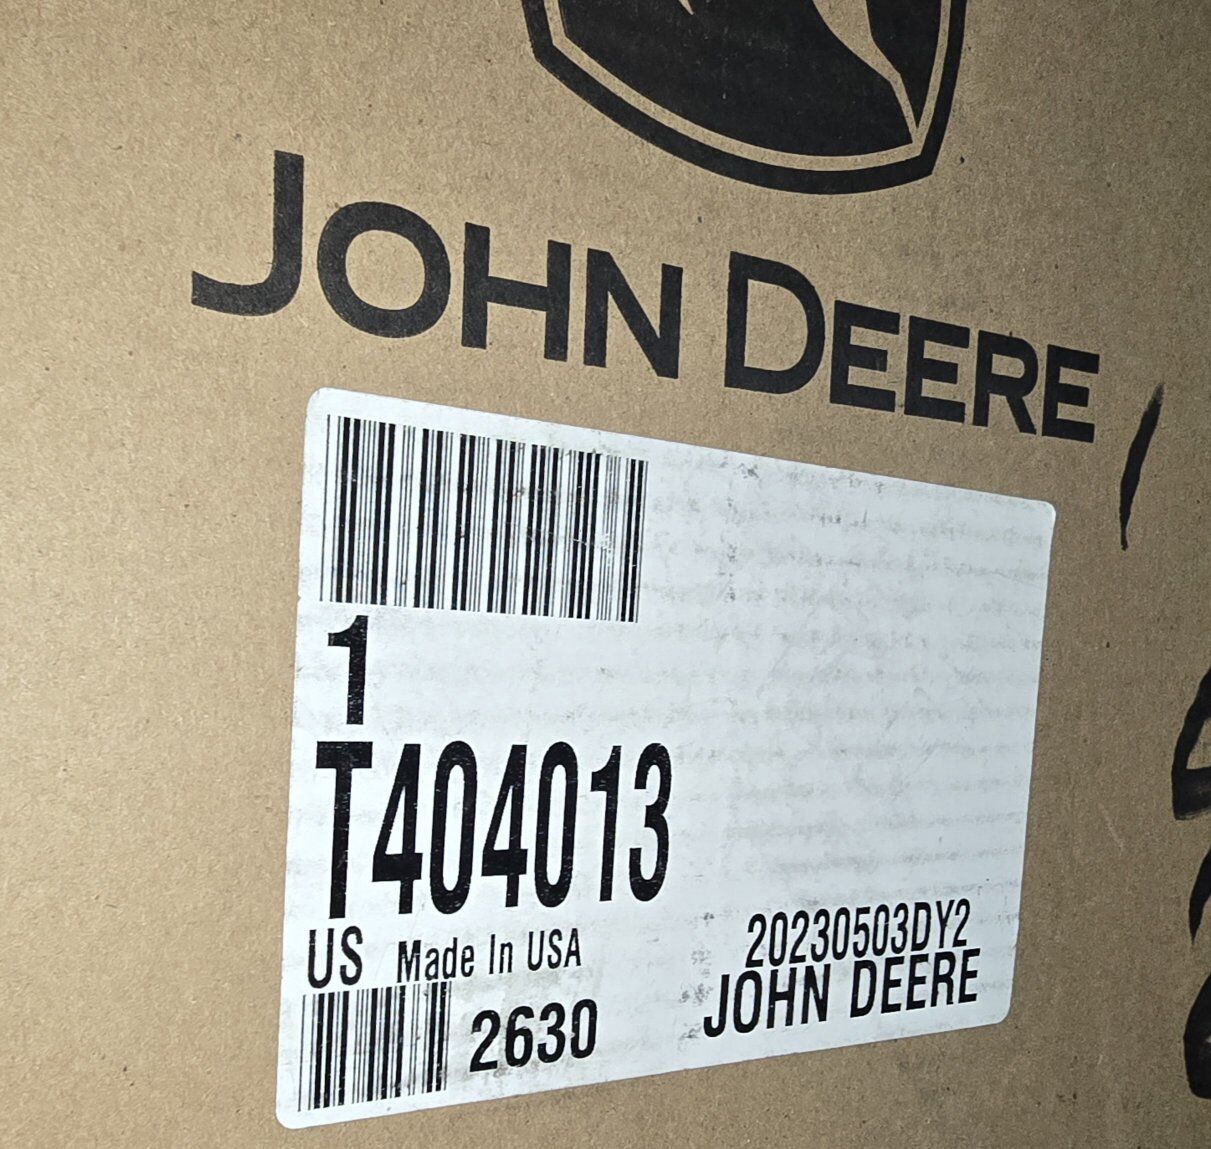 JOHN DEERE
1
T404013
US Made In USA
20230503DY2
2630
JOHN DEERE